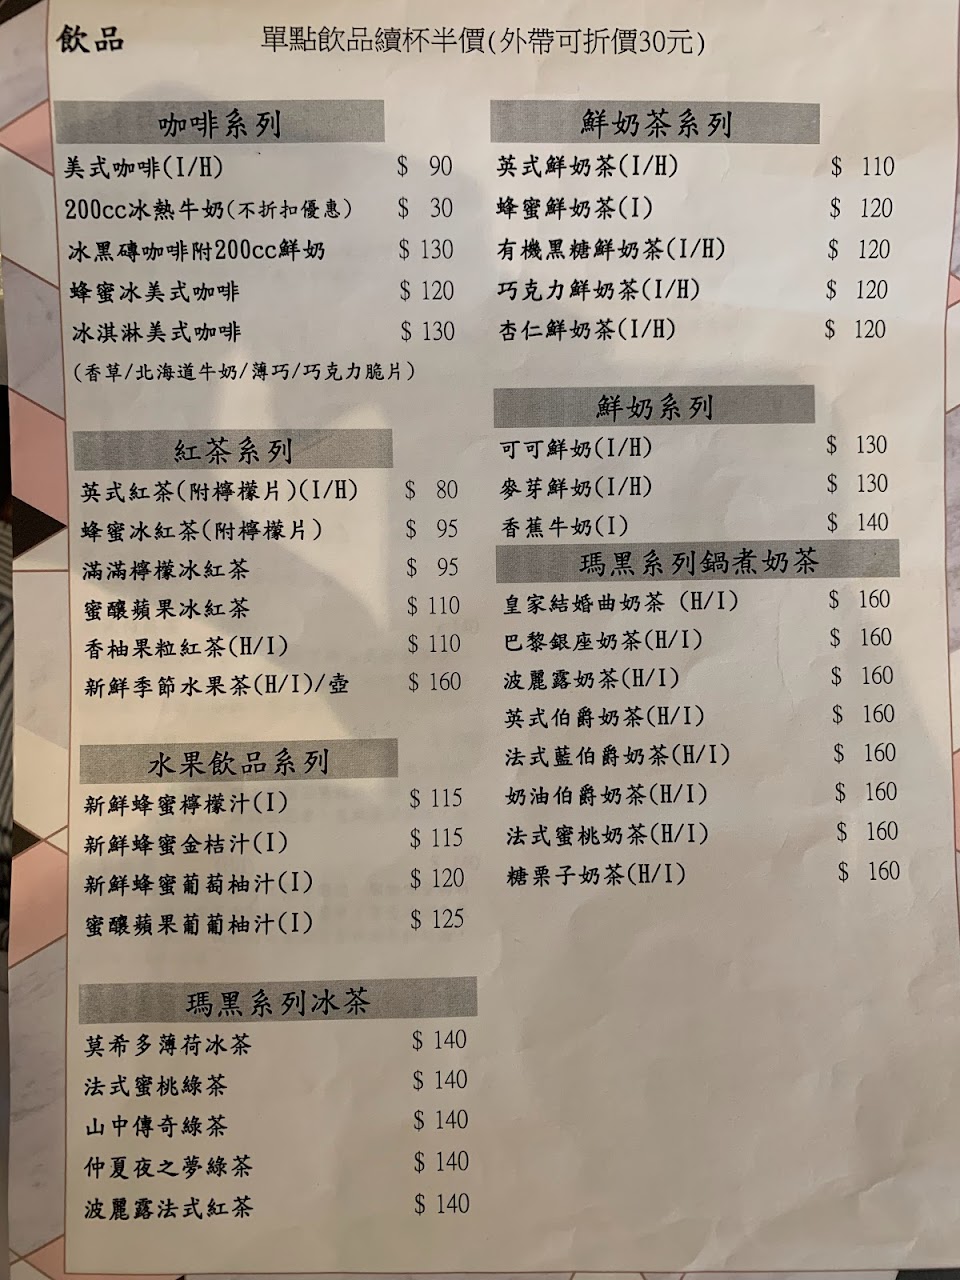 飲品
單點飲品續杯半價(外帶可折價30元)
咖啡系列
美式咖啡(I/H) $ 90
200cc冰熱牛奶(不折扣優惠) $ 30
冰黑磚咖啡附200cc鮮奶 $ 130
蜂蜜冰美式咖啡 $ 120
冰淇淋美式咖啡 $ 130
(香草/北海道牛奶/薄巧/巧克力脆片)
紅茶系列
英式紅茶(附檸檬片)(I/H) $ 80
蜂蜜冰紅茶(附檸檬片) $ 95
滿滿檸檬冰紅茶 $ 95
蜜釀蘋果冰紅茶 $ 110
香柚果粒紅茶(H/I) $ 110
新鮮季節水果茶(H/I)/壺 $ 160
水果飲品系列
新鮮蜂蜜檸檬汁(I) $ 115
新鮮蜂蜜金桔汁(I) $ 115
新鮮蜂蜜葡萄柚汁(I) $ 120
蜜釀蘋果葡葡柚汁(I) $ 125
瑪黑系列冰茶
莫希多薄荷冰茶 $ 140
法式蜜桃綠茶 $ 140
山中傳奇綠茶 $ 140
仲夏夜之夢綠茶 $ 140
波麗露法式紅茶 $ 140
鮮奶茶系列
英式鮮奶茶(I/H) $ 110
蜂蜜鮮奶茶(I) $ 120
有機黑糖鮮奶茶(I/H) $ 120
巧克力鮮奶茶(I/H) $ 120
杏仁鮮奶茶(I/H) $ 120
鮮奶系列
可可鮮奶(I/H) $ 130
麥芽鮮奶(I/H) $ 130
香蕉牛奶(I) $ 140
瑪黑系列鍋煮奶茶
皇家結婚曲奶茶 (H/I) $ 160
巴黎銀座奶茶(H/I) $ 160
波麗露奶茶(H/I) $ 160
英式伯爵奶茶(H/I) $ 160
法式藍伯爵奶茶(H/I) $ 160
奶油伯爵奶茶(H/I) $ 160
法式蜜桃奶茶(H/I) $ 160
糖栗子奶茶(H/I) $ 160